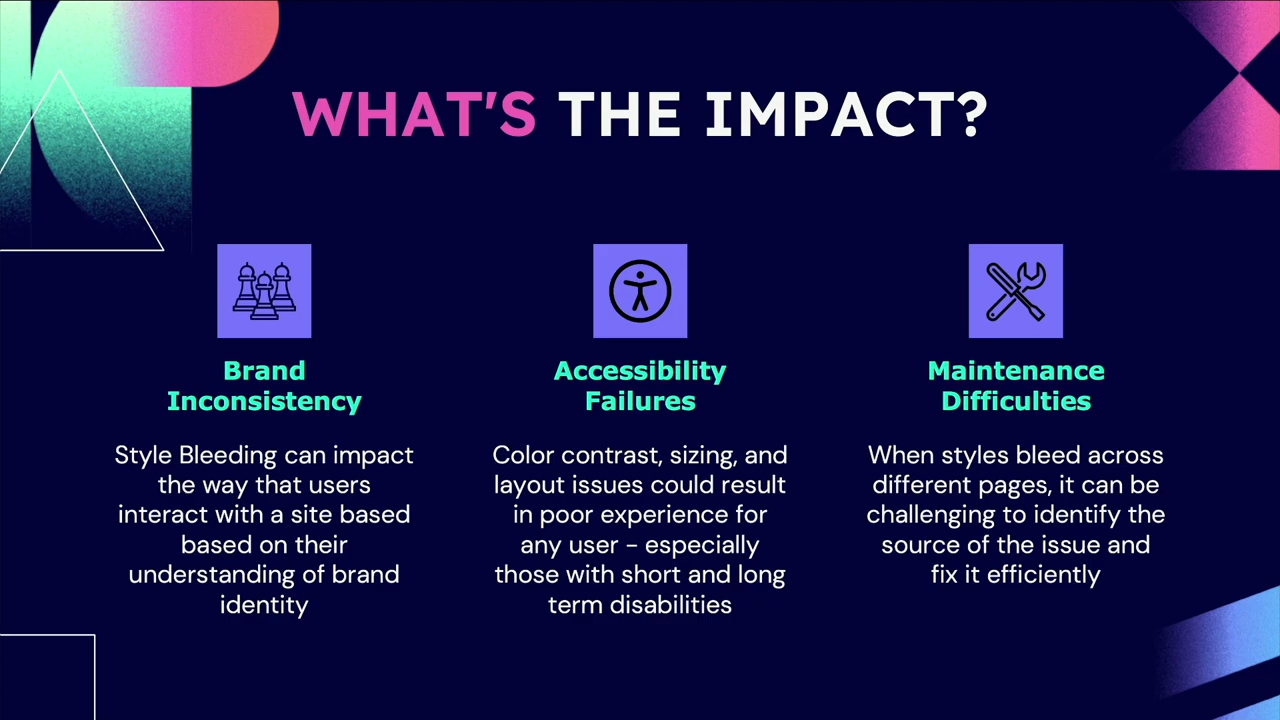 WHAT'S THE IMPACT?
Brand
Inconsistency
Style Bleeding can impact
the way that users
interact with a site based
based on their
understanding of brand
identity
Accessibility
Failures
Color contrast, sizing, and
layout issues could result
in poor experience for
any user - especially
those with short and long
term disabilities
Maintenance
Difficulties
When styles bleed across
different pages, it can be
challenging to identify the
source of the issue and
fix it efficiently